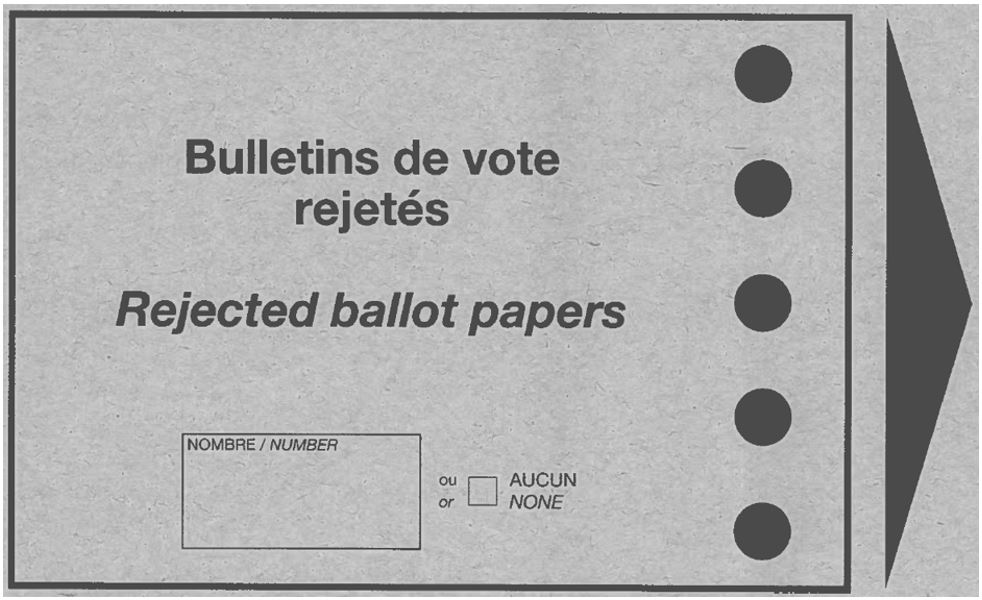 Bulletins de vote
rejetés
Rejected ballot papers
NOMBRE / NUMBER
ou
or
AUCUN
NONE